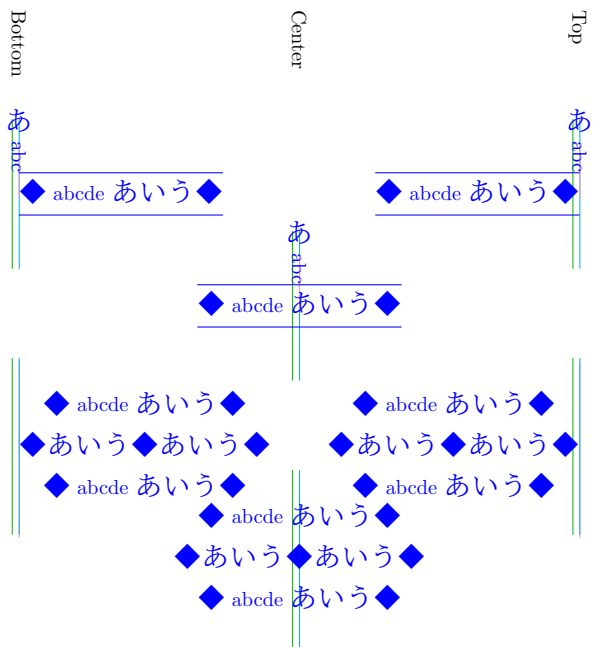 Bottom Center Top
あ abc あ abc
◆ abcde あいう◆ ◆ abcde あいう◆
あ abc
◆ abcde あいう◆
◆ abcde あいう◆ ◆ abcde あいう◆
◆あいう◆あいう◆ ◆あいう◆あいう◆
◆ abcde あいう◆ ◆ abcde あいう◆
◆ abcde あいう◆
◆あいう◆あいう◆
◆ abcde あいう◆